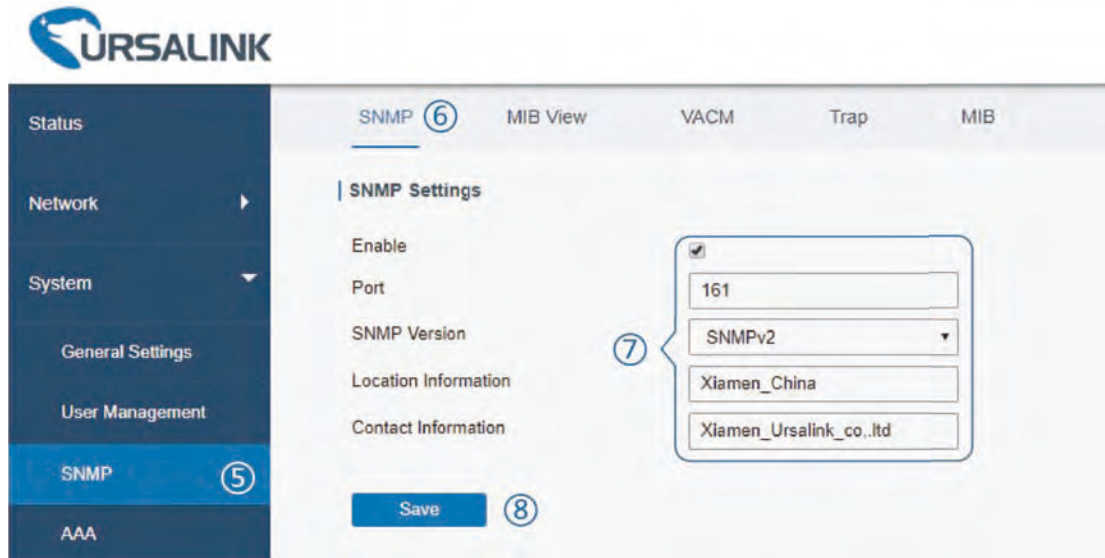 URSALINK
Status
Network
System
General Settings
User Management
SNMP ⑤
AAA
SNMP ⑥ MIB View VACM Trap MIB
SNMP Settings
Enable
Port 161
SNMP Version ⑦ SNMPv2
Location Information Xiamen_China
Contact Information Xiamen_Ursalink_co,.ltd
Save ⑧